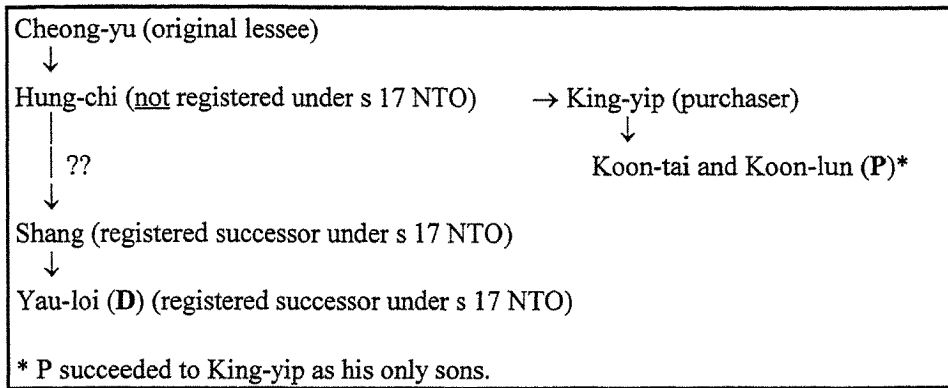 Cheong-yu (original lessee)
↓
Hung-chi (not registered under s 17 NTO) → King-yip (purchaser)
↓
?? Koon-tai and Koon-lun (P)*
↓
Shang (registered successor under s 17 NTO)
↓
Yau-loi (D) (registered successor under s 17 NTO)
* P succeeded to King-yip as his only sons.